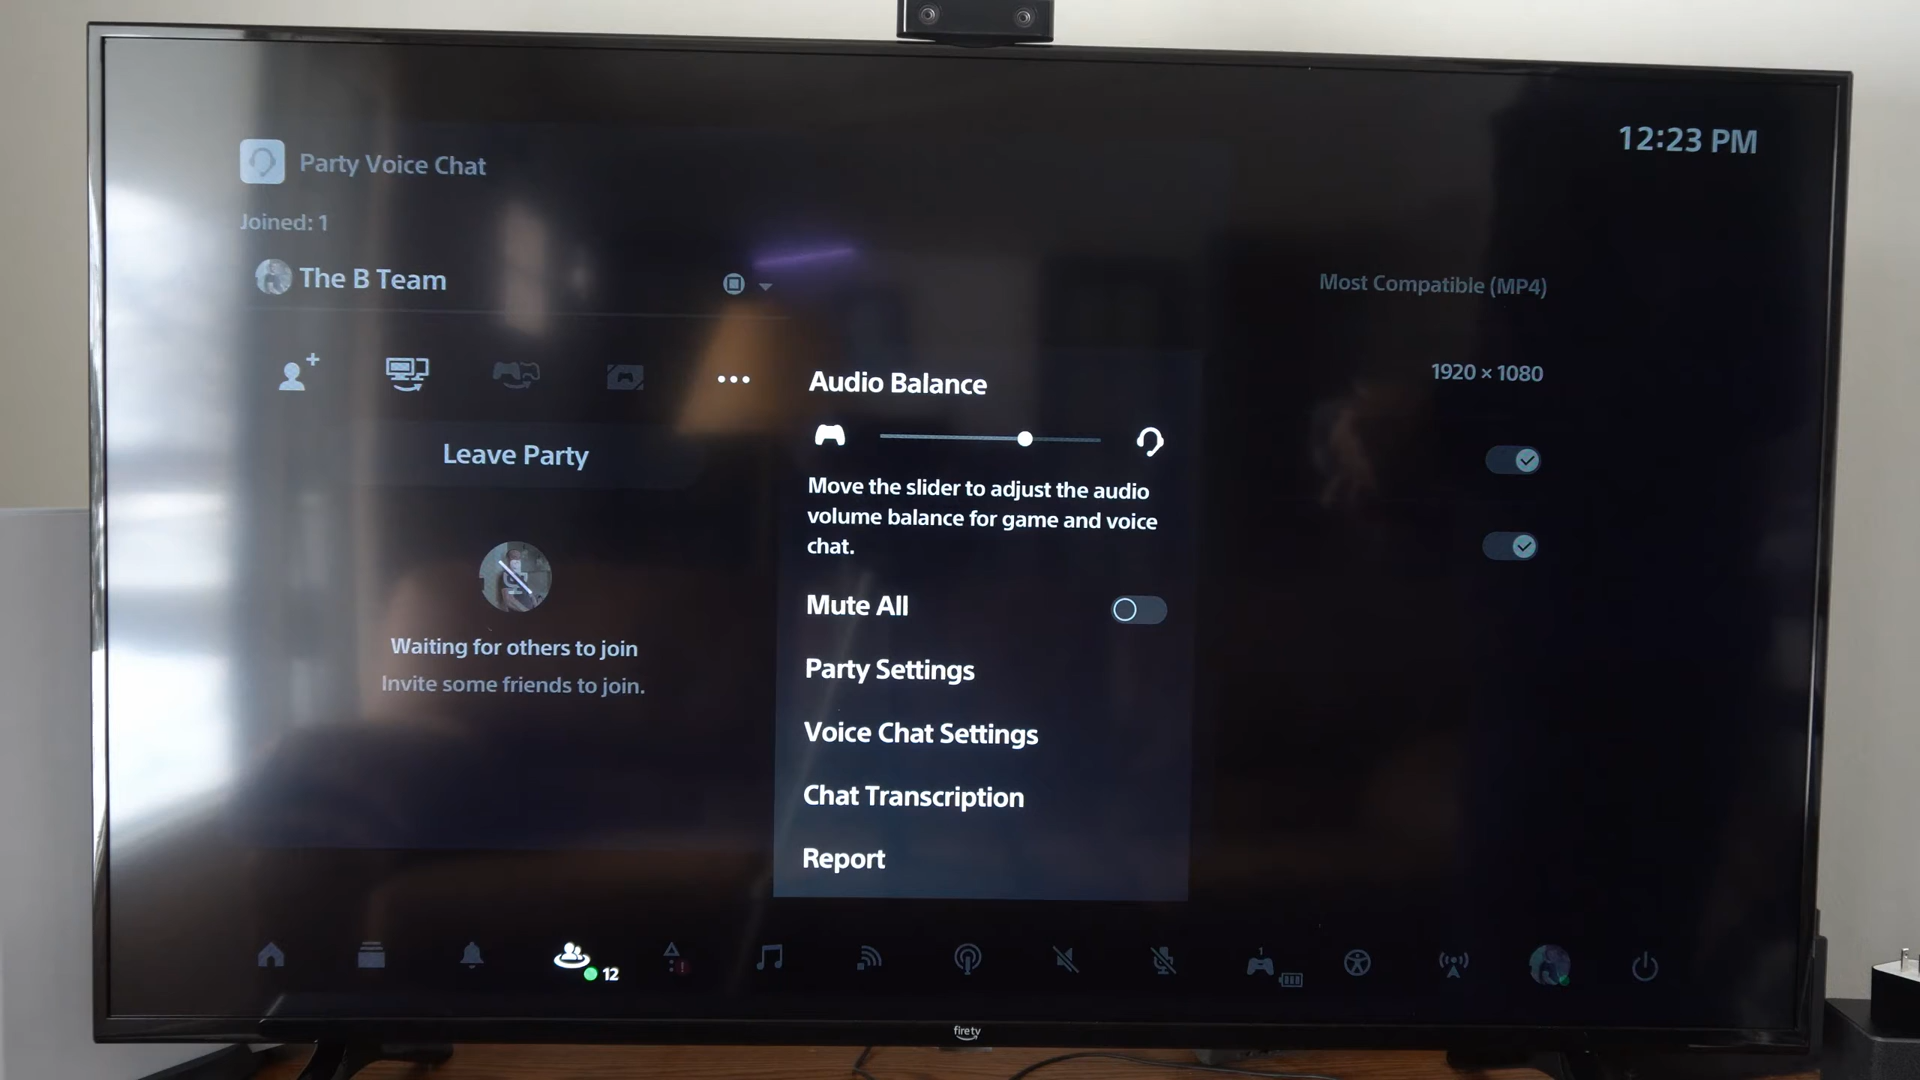 12:23 PM
Party Voice Chat
Joined: 1
The B Team
Most Compatible (MP4)
1920 × 1080
Audio Balance
Leave Party
Move the slider to adjust the audio
volume balance for game and voice
chat.
Mute All
Waiting for others to join
Invite some friends to join.
Party Settings
Voice Chat Settings
Chat Transcription
Report
12
1
firetv